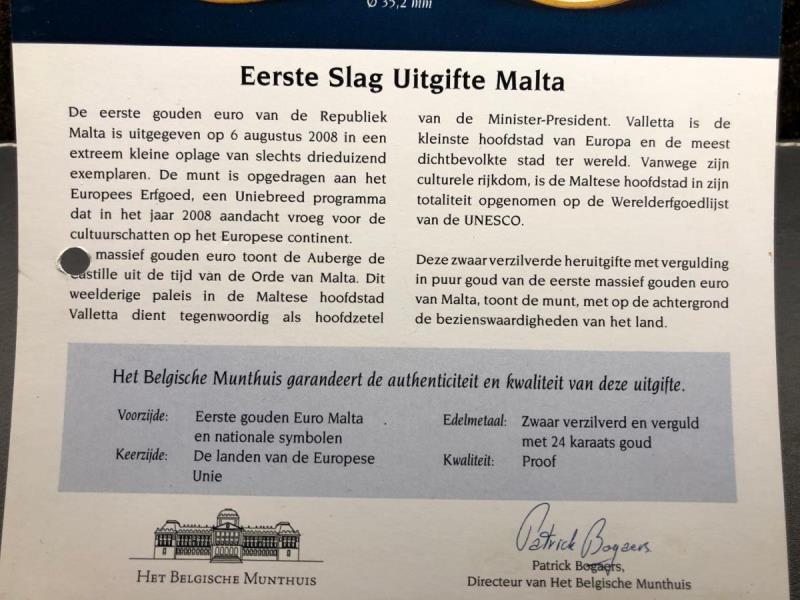 Ø 35,2 mm
Eerste Slag Uitgifte Malta
De eerste gouden euro van de Republiek
Malta is uitgegeven op 6 augustus 2008 in een
extreem kleine oplage van slechts drieduizend
exemplaren. De munt is opgedragen aan het
Europees Erfgoed, een Uniebreed programma
dat in het jaar 2008 aandacht vroeg voor de
cultuurschatten op het Europese continent.
massief gouden euro toont de Auberge de
Castille uit de tijd van de Orde van Malta. Dit
weelderige paleis in de Maltese hoofdstad
Valletta dient tegenwoordig als hoofdzetel
van de Minister-President. Valletta is de
kleinste hoofdstad van Europa en de meest
dichtbevolkte stad ter wereld. Vanwege zijn
culturele rijkdom, is de Maltese hoofdstad in zijn
totaliteit opgenomen op de Werelderfgoedlijst
van de UNESCO.
Deze zwaar verzilverde heruitgifte met vergulding
in puur goud van de eerste massief gouden euro
van Malta, toont de munt, met op de achtergrond
de bezienswaardigheden van het land.
Het Belgische Munthuis garandeert de authenticiteit en kwaliteit van deze uitgifte.
Voorzijde: Eerste gouden Euro Malta
en nationale symbolen
Keerzijde: De landen van de Europese
Unie
Edelmetaal: Zwaar verzilverd en verguld
met 24 karaats goud
Kwaliteit: Proof
Het Belgische Munthuis
Patrick Bogaers
Patrick Bogaers,
Directeur van Het Belgische Munthuis